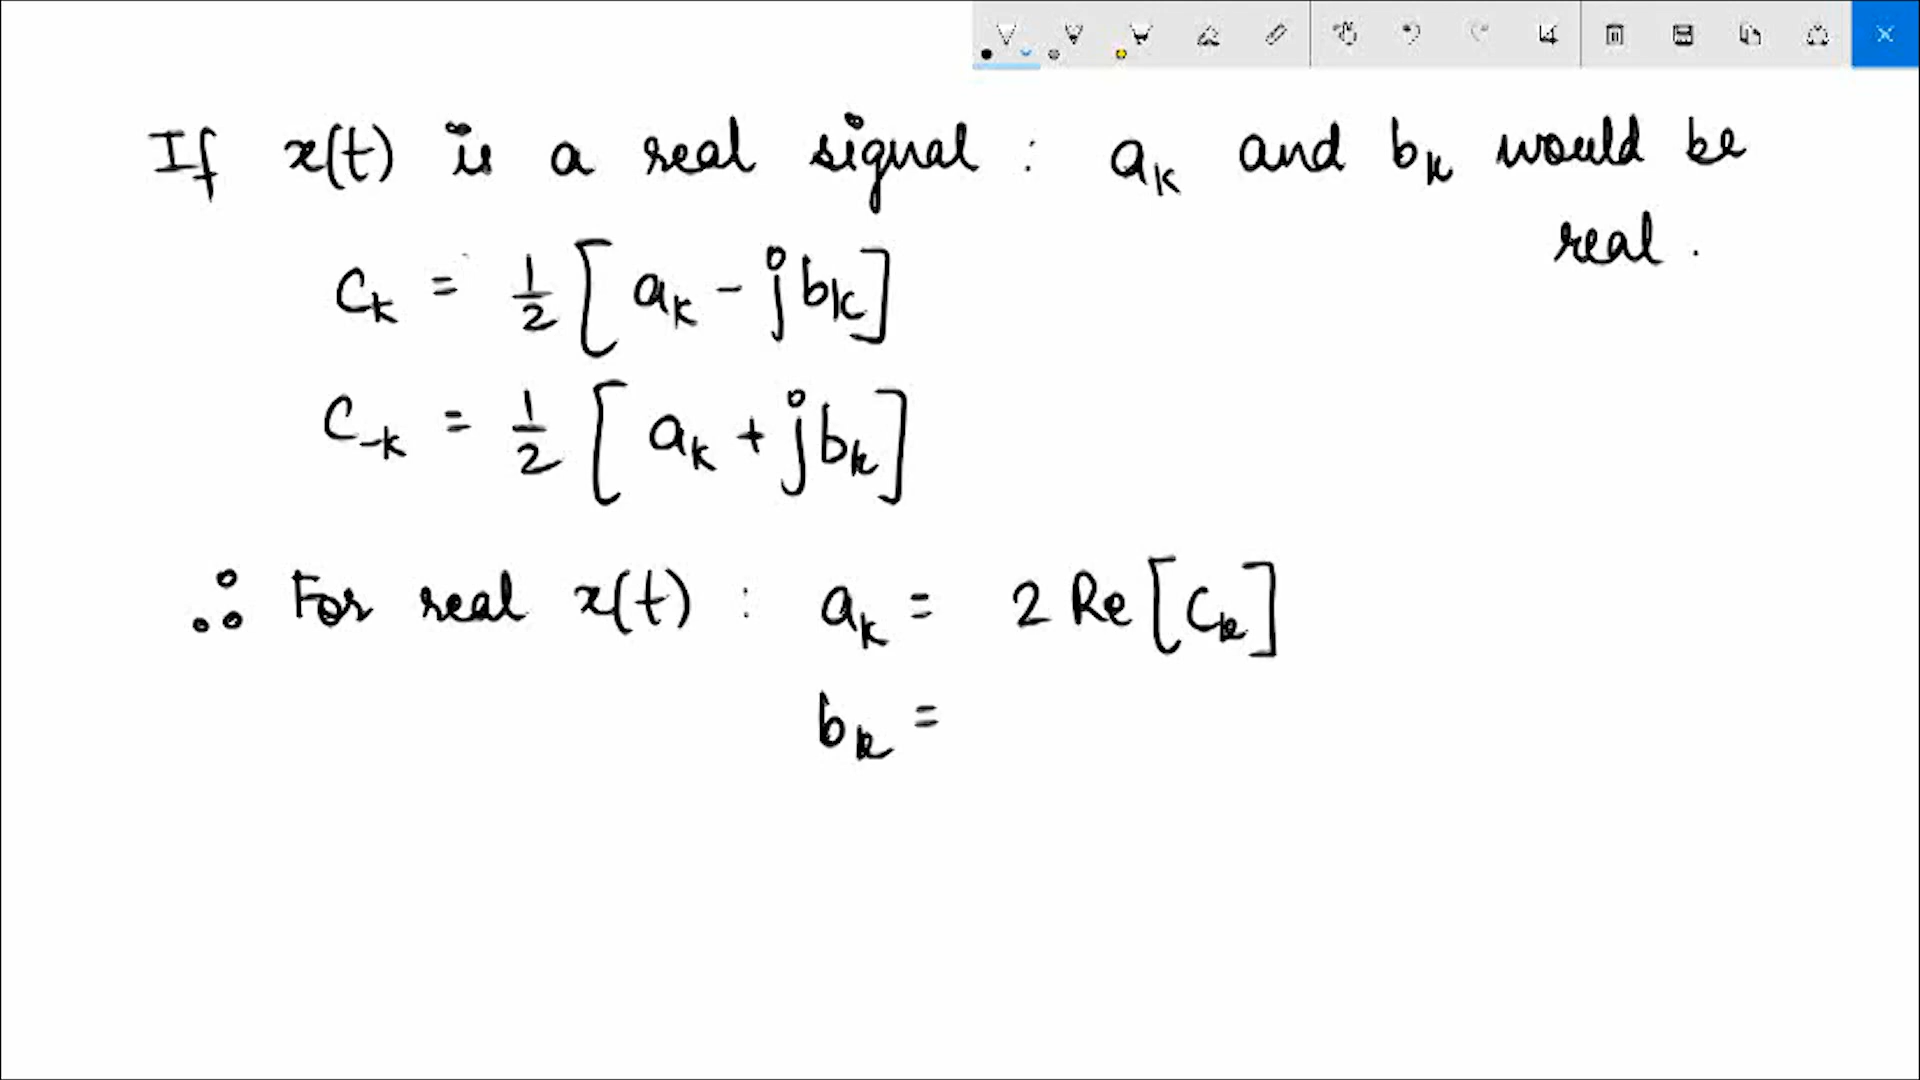 If x(t) is a real signal : a_k and b_k would be
real .
c_k = 1/2 [ a_k - j b_k ]
c_-k = 1/2 [ a_k + j b_k ]
∴ For real x(t) : a_k = 2 Re [ c_k ]
b_k =